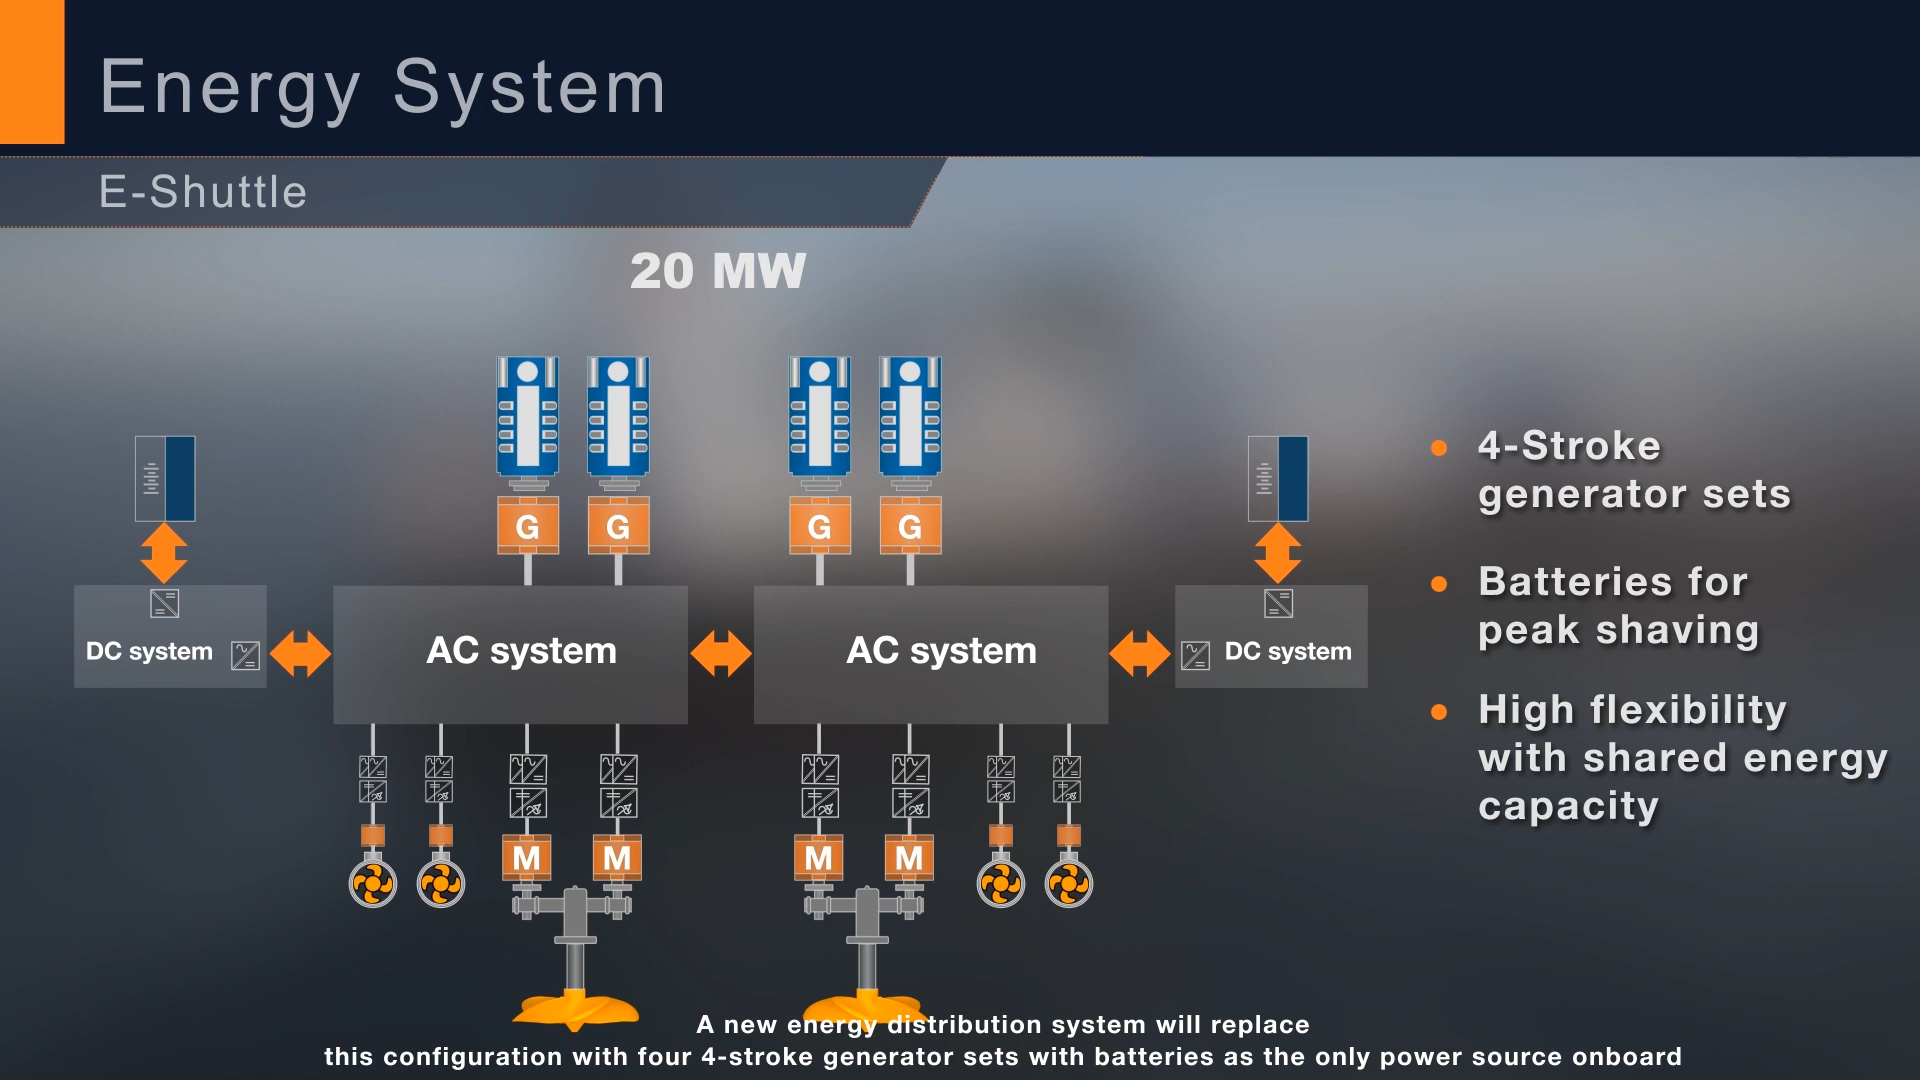 Energy System
E-Shuttle
20 MW
G
G
G
G
DC system
AC system
AC system
DC system
M
M
M
M
4-Stroke
generator sets
Batteries for
peak shaving
High flexibility
with shared energy
capacity
A new energy distribution system will replace
this configuration with four 4-stroke generator sets with batteries as the only power source onboard